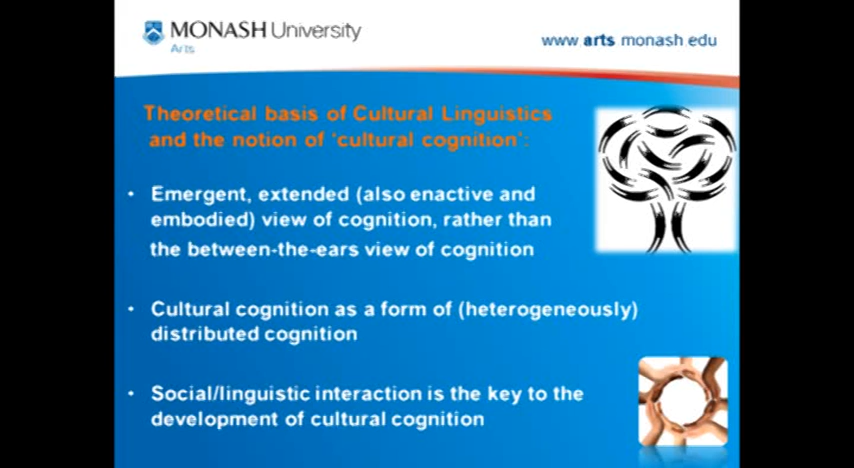 MONASH University
Arts
www arts monash edu
Theoretical basis of Cultural Linguistics
and the notion of 'cultural cognition':
• Emergent, extended (also enactive and
embodied) view of cognition, rather than
the between-the-ears view of cognition
• Cultural cognition as a form of (heterogeneously)
distributed cognition
• Social/linguistic interaction is the key to the
development of cultural cognition